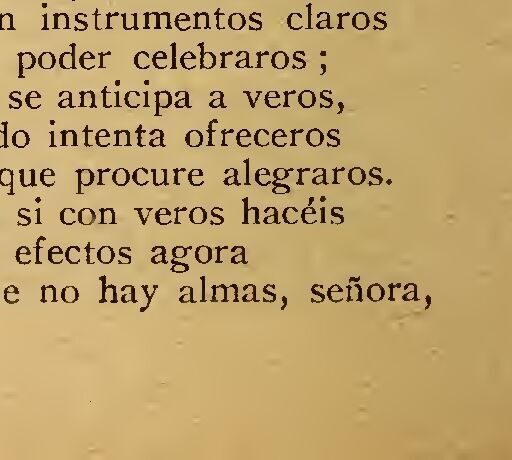 n instrumentos claros
poder celebraros;
se anticipa a veros,
do intenta ofreceros
que procure alegraros.
si con veros hacéis
efectos agora
e no hay almas, señora,